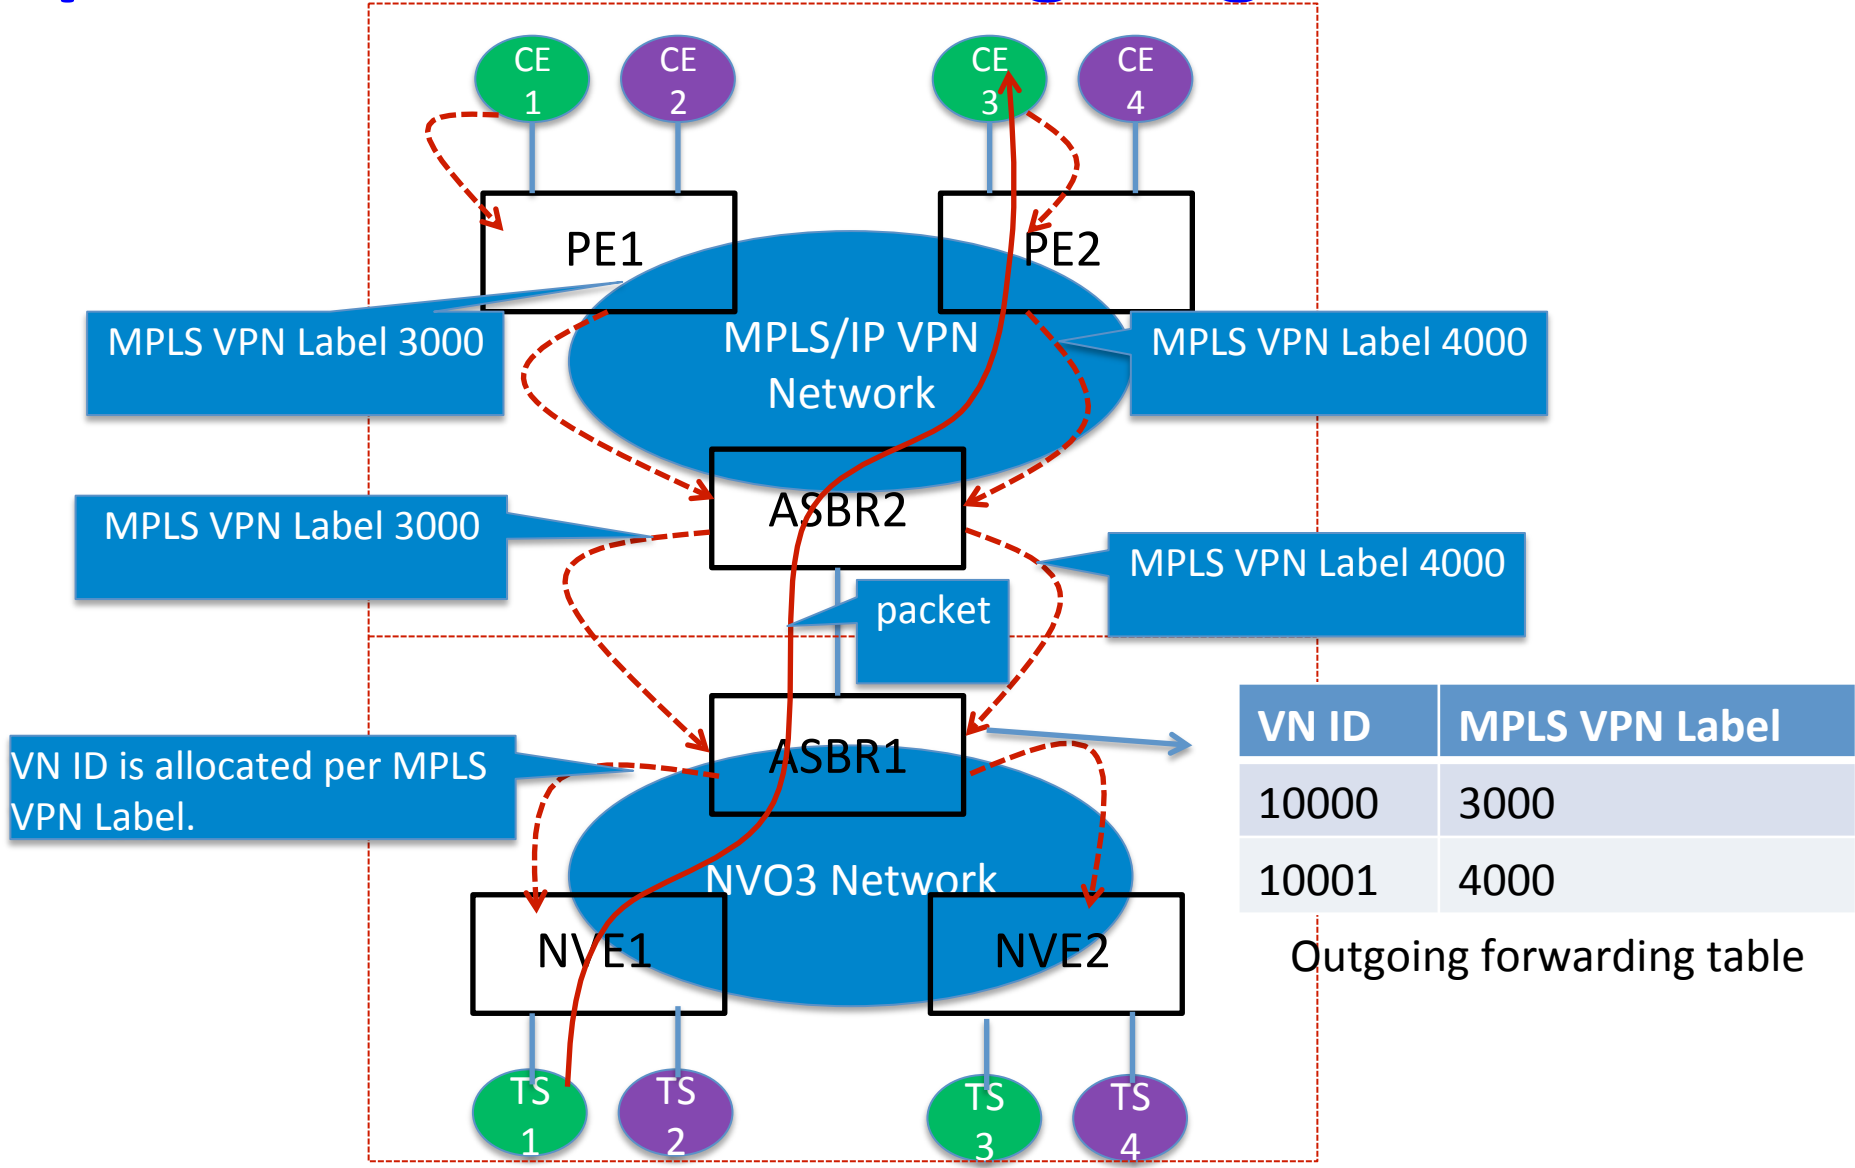 CE
1
CE
2
CE
3
CE
4
PE1
PE2
MPLS VPN Label 3000
MPLS/IP VPN
Network
MPLS VPN Label 4000
MPLS VPN Label 3000
ASBR2
MPLS VPN Label 4000
packet
VN ID is allocated per MPLS
VPN Label.
ASBR1
VN ID MPLS VPN Label
10000 3000
10001 4000
Outgoing forwarding table
NVO3 Network
NVE1
NVE2
TS
1
TS
2
TS
3
TS
4